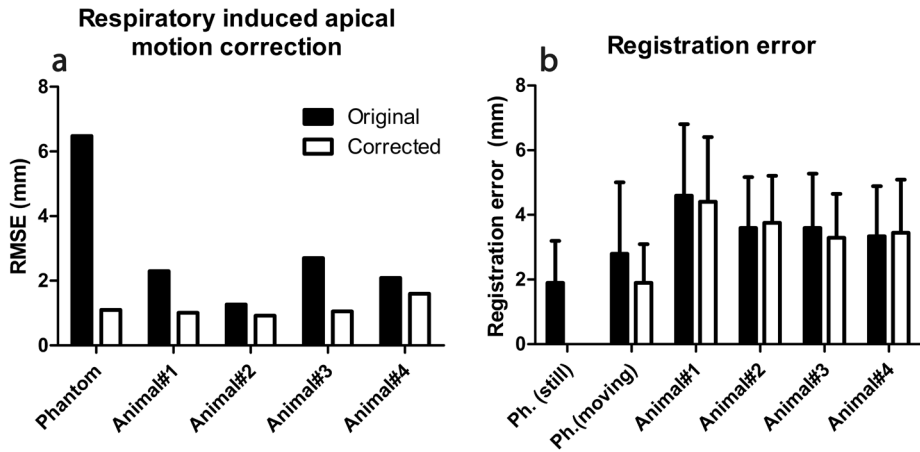 Respiratory induced apical
motion correction
a
RMSE (mm)
8
6
4
2
0
Original
Corrected
Phantom
Animal#1
Animal#2
Animal#3
Animal#4
Registration error
b
Registration error (mm)
8
6
4
2
0
Ph. (still)
Ph.(moving)
Animal#1
Animal#2
Animal#3
Animal#4